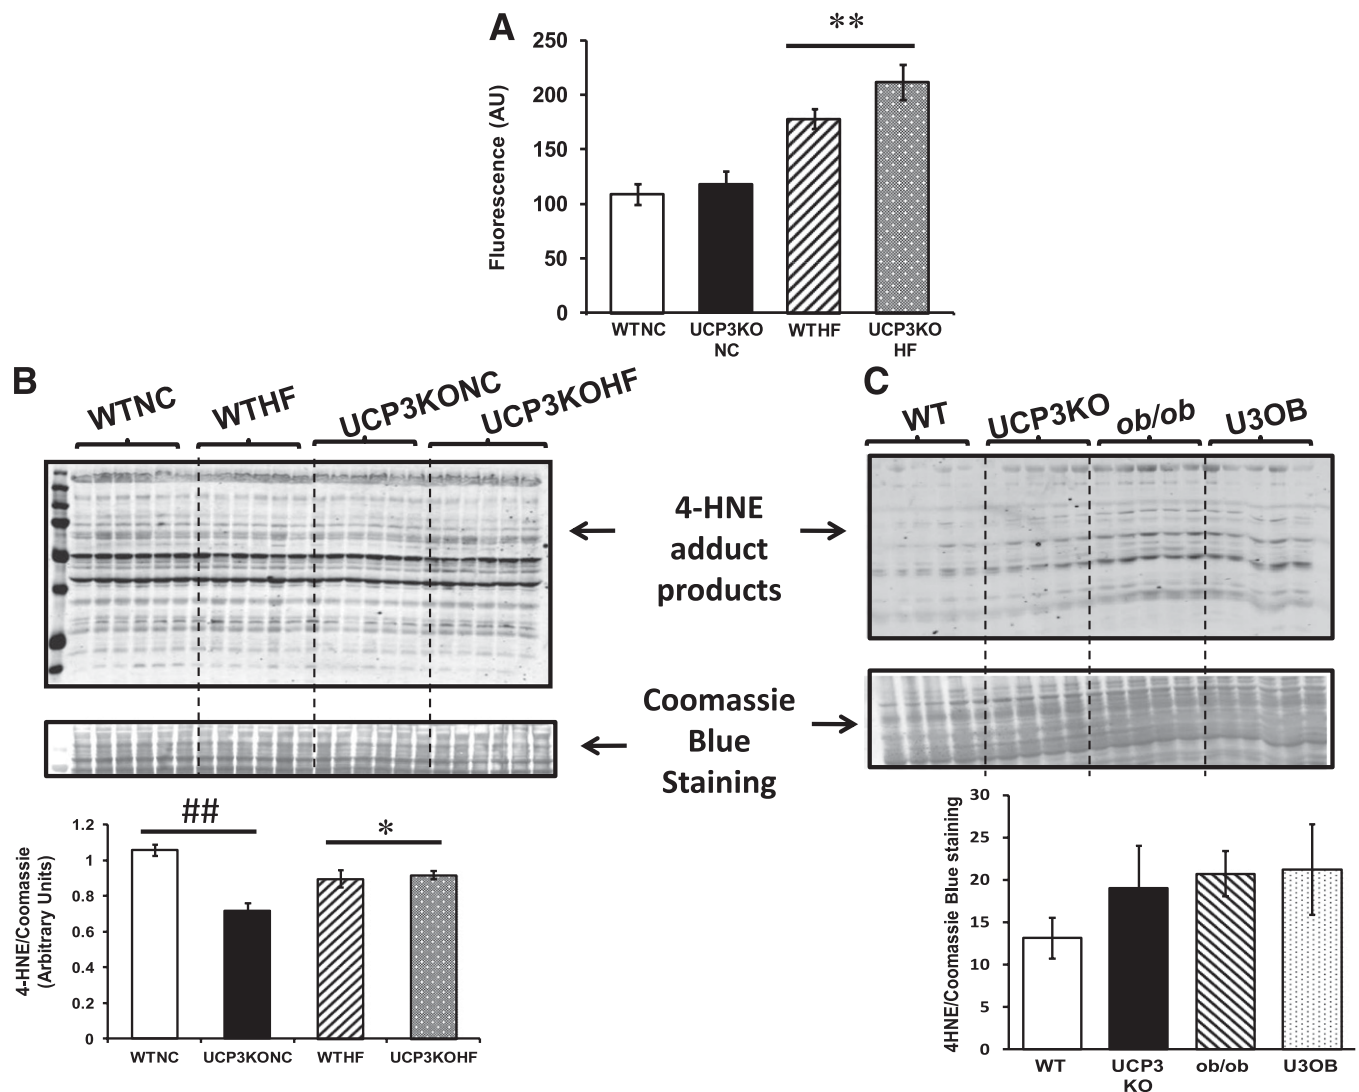 A
**
250
200
150
100
50
0
Fluorescence (AU)
WTNC
UCP3KO
NC
WTHF
UCP3KO
HF
B
WTNC
WTHF
UCP3KONC
UCP3KOHF
C
WT
UCP3KO
ob/ob
U3OB
4-HNE
adduct
products
Coomassie
Blue
Staining
##
*
1.2
1
0.8
0.6
0.4
0.2
0
4-HNE/Coomassie
(Arbitrary Units)
WTNC
UCP3KONC
WTHF
UCP3KOHF
30
25
20
15
10
5
0
4HNE/Coomassie Blue staining
WT
UCP3
KO
ob/ob
U3OB